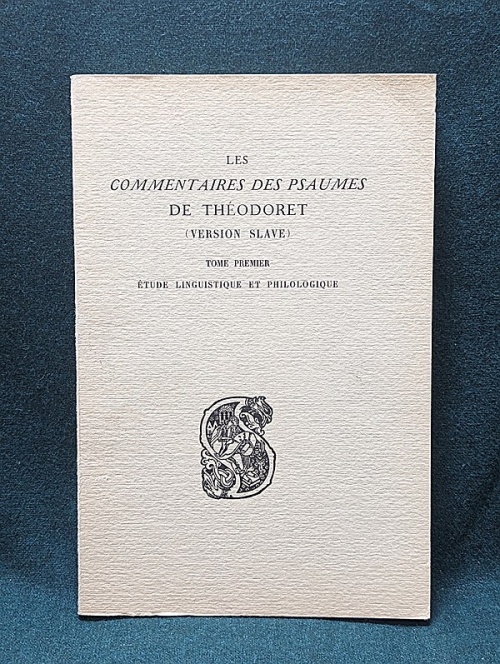 LES
COMMENTAIRES DES PSAUMES
DE THÉODORET
(VERSION SLAVE)
TOME PREMIER
ÉTUDE LINGUISTIQUE ET PHILOLOGIQUE